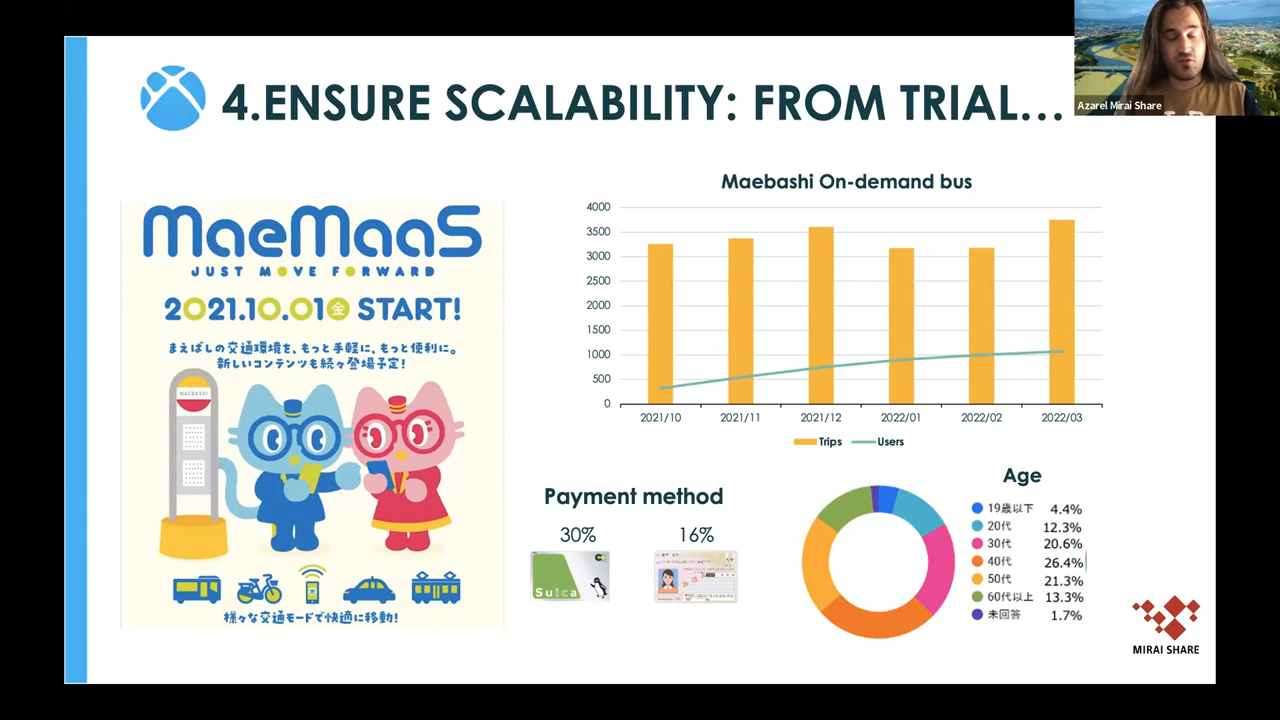 4.ENSURE SCALABILITY: FROM TRIAL...
Azarel Mirai Share
MaeMaaS
JUST MOVE FORWARD
2021.10.01金 START!
まえばしの交通環境を、もっと手軽に、もっと便利に。
新しいコンテンツも続々登場予定!
MAEBASHI
様々な交通モードで快適に移動!
Maebashi On-demand bus
4000
3500
3000
2500
2000
1500
1000
500
0
2021/10 2021/11 2021/12 2022/01 2022/02 2022/03
Trips Users
Payment method
30% 16%
Suica
Age
19歳以下 4.4%
20代 12.3%
30代 20.6%
40代 26.4%
50代 21.3%
60代以上 13.3%
未回答 1.7%
MIRAI SHARE